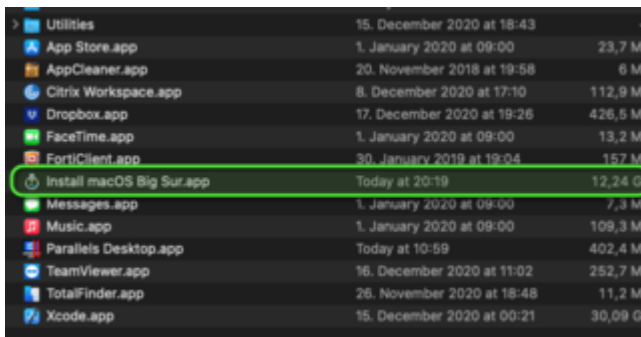 Utilities 15. December 2020 at 18:43
App Store.app 1. January 2020 at 09:00 23,7 M
AppCleaner.app 20. November 2018 at 19:58 6 M
Citrix Workspace.app 8. December 2020 at 17:10 112,9 M
Dropbox.app 17. December 2020 at 19:26 426,5 M
FaceTime.app 1. January 2020 at 09:00 13,2 M
FortiClient.app 30. January 2019 at 19:04 157 M
Install macOS Big Sur.app Today at 20:19 12,24 G
Messages.app 1. January 2020 at 09:00 7,3 M
Music.app 1. January 2020 at 09:00 109,3 M
Parallels Desktop.app Today at 10:59 402,4 M
TeamViewer.app 16. December 2020 at 11:02 252,7 M
TotalFinder.app 26. November 2020 at 18:48 11,2 M
Xcode.app 15. December 2020 at 00:21 30,09 G